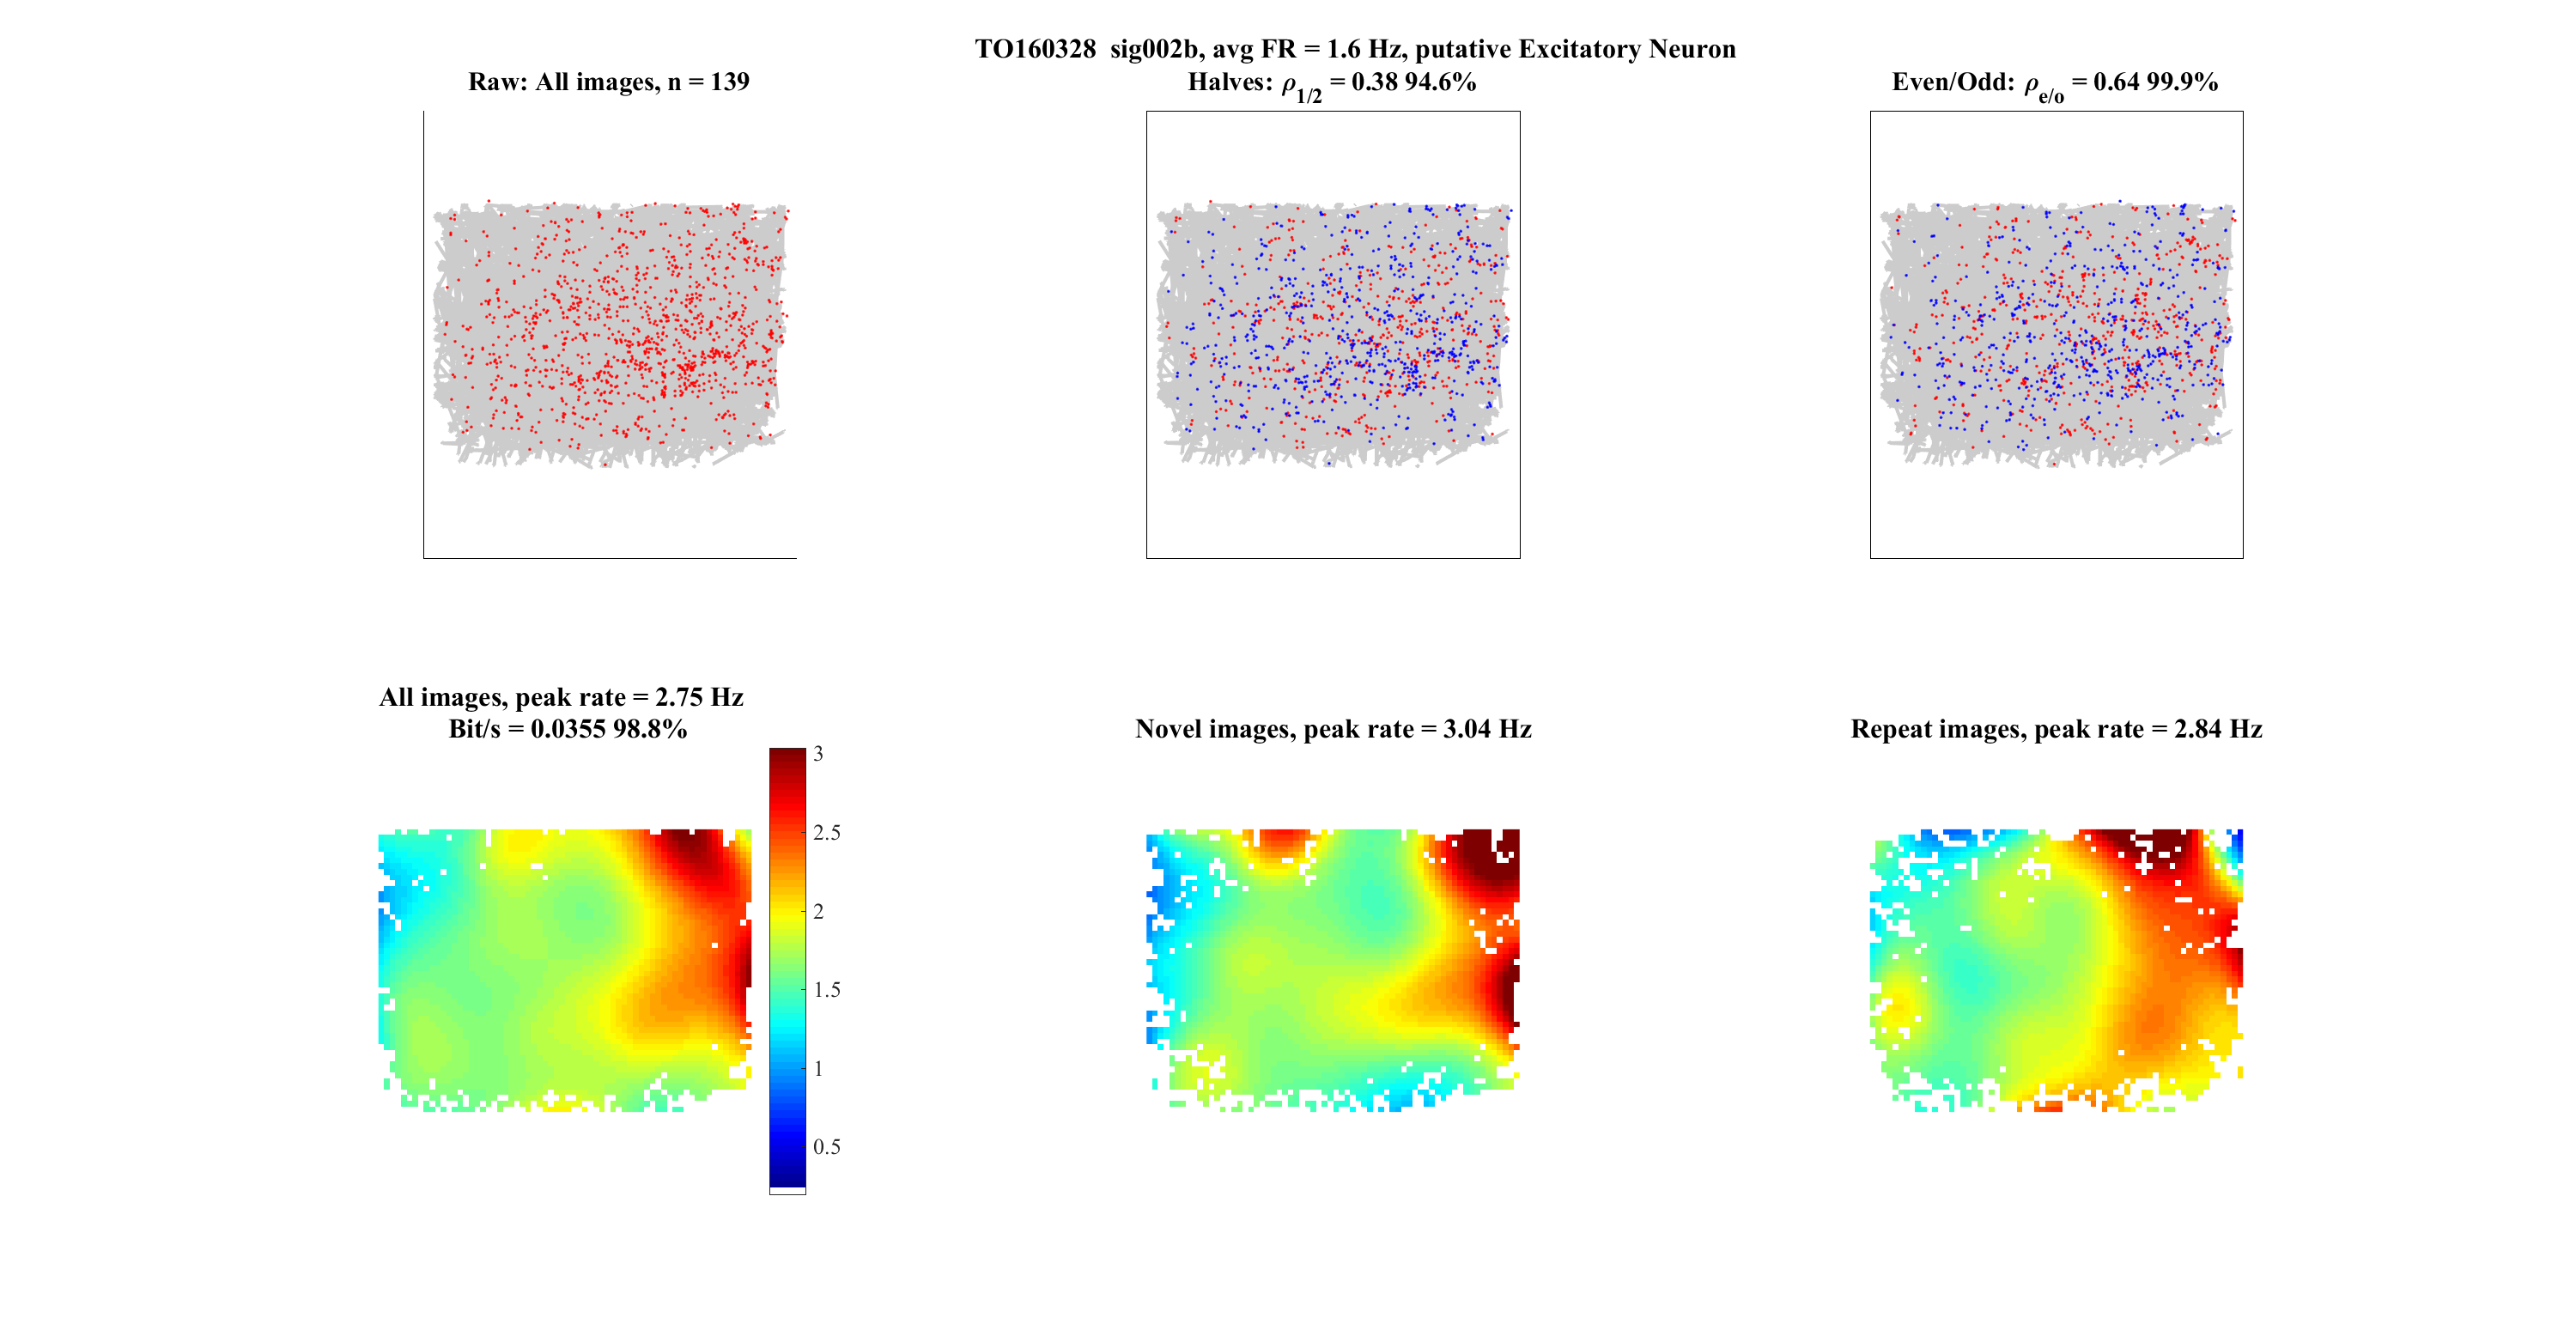 TO160328  sig002b, avg FR = 1.6 Hz, putative Excitatory Neuron
Raw: All images, n = 139
Halves: ρ1/2 = 0.38 94.6%
Even/Odd: ρe/o = 0.64 99.9%
All images, peak rate = 2.75 Hz
Bit/s = 0.0355 98.8%
Novel images, peak rate = 3.04 Hz
Repeat images, peak rate = 2.84 Hz
3
2.5
2
1.5
1
0.5